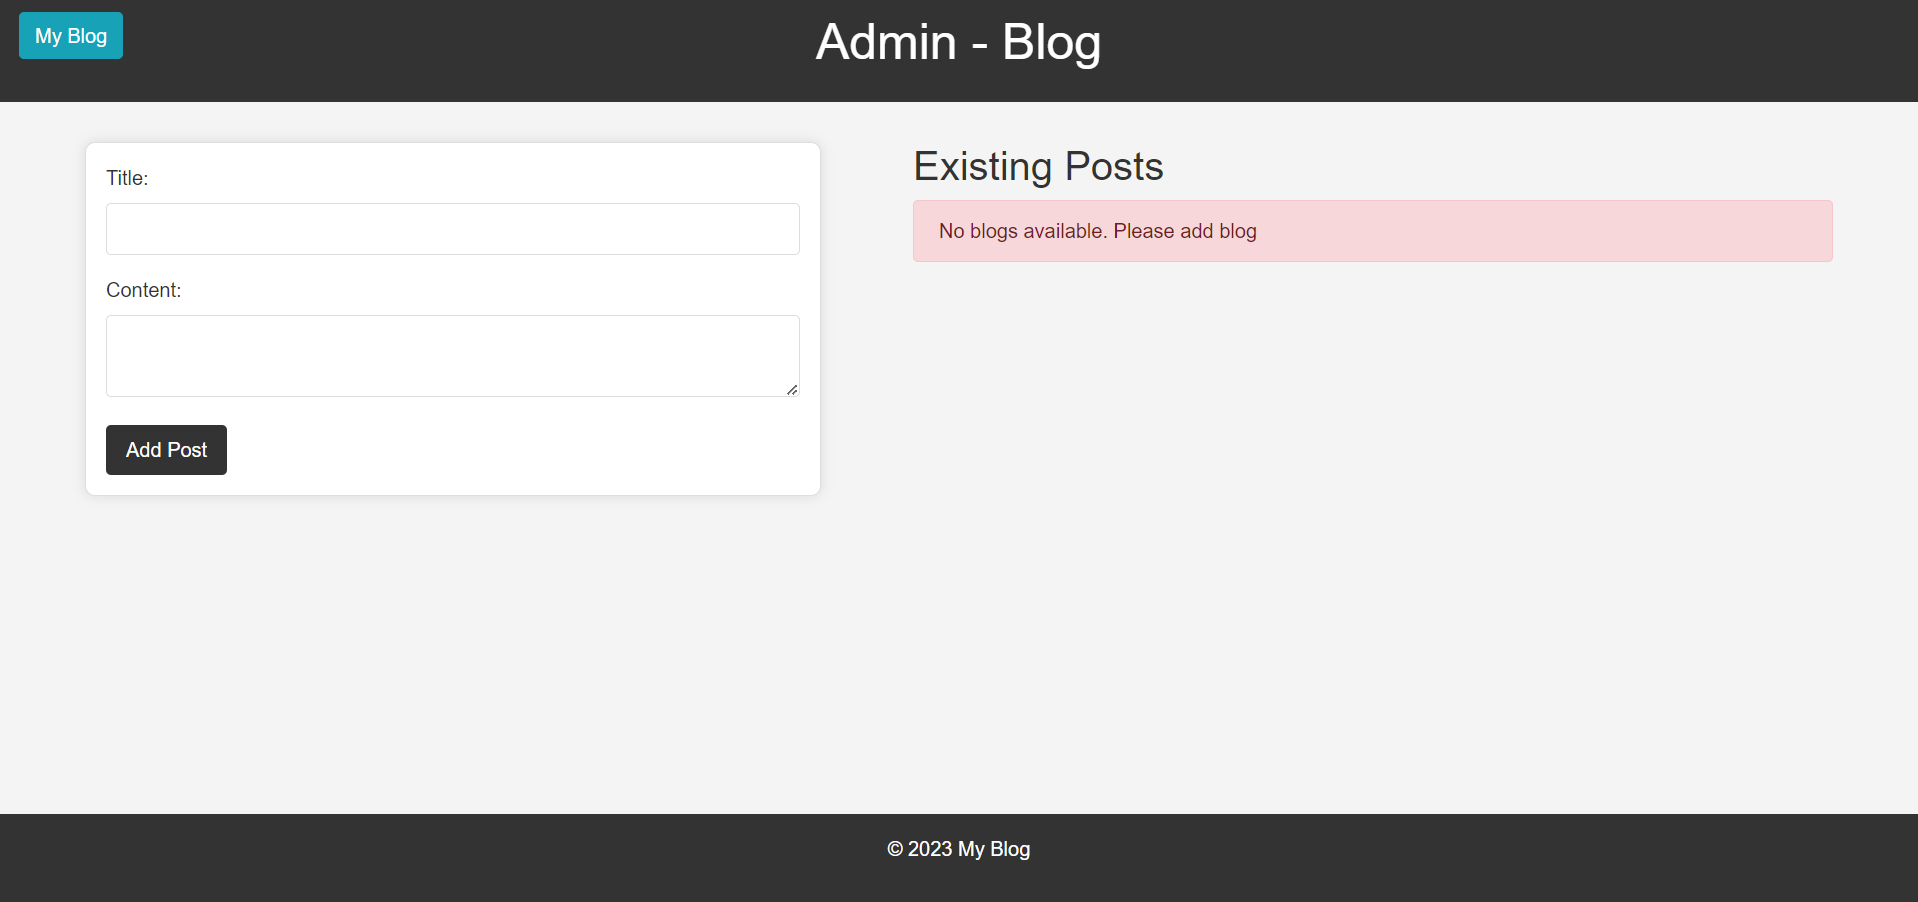 My Blog
Admin - Blog
Title:
Content:
Add Post
Existing Posts
No blogs available. Please add blog
© 2023 My Blog